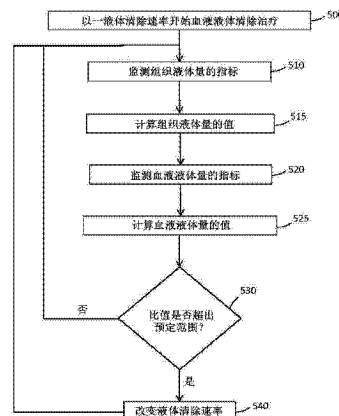 以一液体清除速率开始血液液体清除治疗
500
监测组织液体量的指标
510
计算组织液体量的值
515
监测血液液体量的指标
520
计算血液液体量的值
525
530
比值是否超出
预定范围?
否
是
改变液体清除速率
540